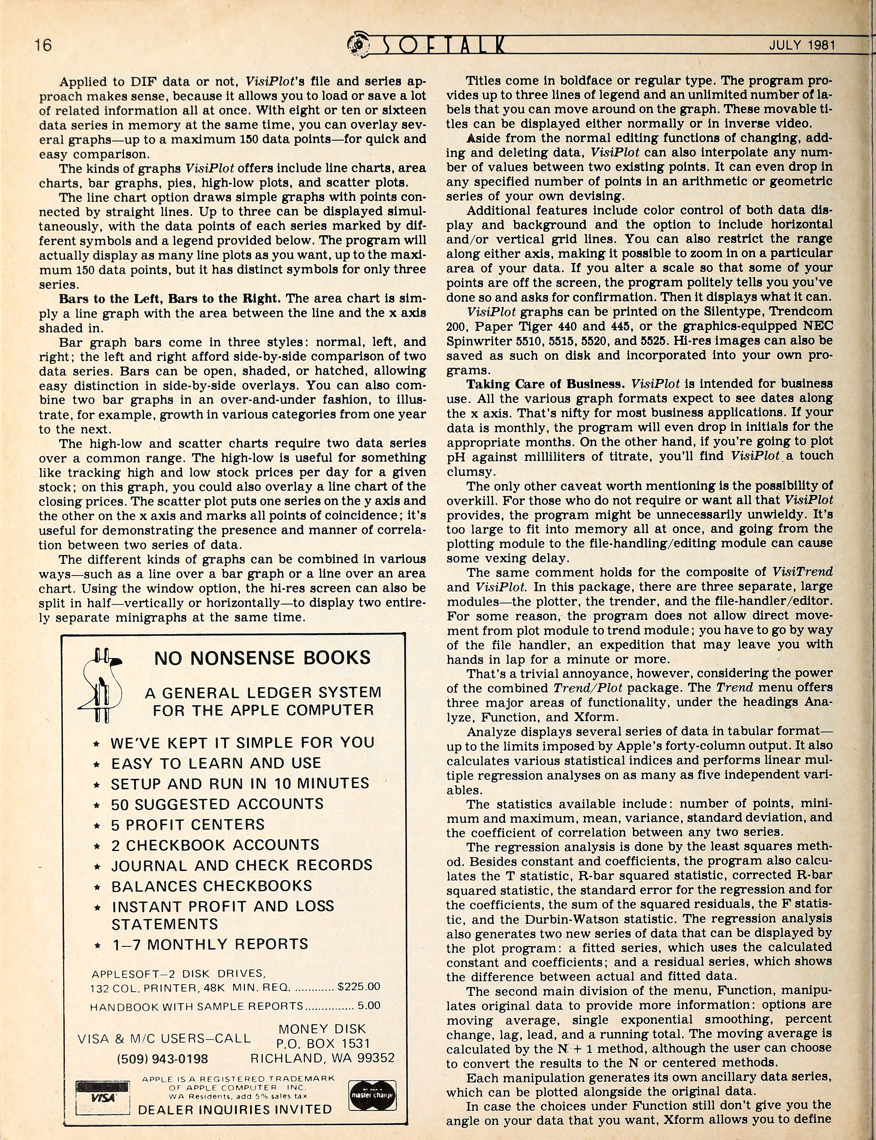 16
SOFTALK
JULY 1981
Applied to DIF data or not, VisiPlot's file and series ap-
proach makes sense, because it allows you to load or save a lot
of related information all at once. With eight or ten or sixteen
data series in memory at the same time, you can overlay sev-
eral graphs—up to a maximum 150 data points—for quick and
easy comparison.
The kinds of graphs VisiPlot offers include line charts, area
charts, bar graphs, pies, high-low plots, and scatter plots.
The line chart option draws simple graphs with points con-
nected by straight lines. Up to three can be displayed simul-
taneously, with the data points of each series marked by dif-
ferent symbols and a legend provided below. The program will
actually display as many line plots as you want, up to the maxi-
mum 150 data points, but it has distinct symbols for only three
series.
Bars to the Left, Bars to the Right. The area chart is sim-
ply a line graph with the area between the line and the x axis
shaded in.
Bar graph bars come in three styles: normal, left, and
right; the left and right afford side-by-side comparison of two
data series. Bars can be open, shaded, or hatched, allowing
easy distinction in side-by-side overlays. You can also com-
bine two bar graphs in an over-and-under fashion, to illus-
trate, for example, growth in various categories from one year
to the next.
The high-low and scatter charts require two data series
over a common range. The high-low is useful for something
like tracking high and low stock prices per day for a given
stock; on this graph, you could also overlay a line chart of the
closing prices. The scatter plot puts one series on the y axis and
the other on the x axis and marks all points of coincidence; it's
useful for demonstrating the presence and manner of correla-
tion between two series of data.
The different kinds of graphs can be combined in various
ways—such as a line over a bar graph or a line over an area
chart. Using the window option, the hi-res screen can also be
split in half—vertically or horizontally—to display two entire-
ly separate minigraphs at the same time.
NO NONSENSE BOOKS
A GENERAL LEDGER SYSTEM
FOR THE APPLE COMPUTER
★ WE'VE KEPT IT SIMPLE FOR YOU
★ EASY TO LEARN AND USE
★ SETUP AND RUN IN 10 MINUTES
★ 50 SUGGESTED ACCOUNTS
★ 5 PROFIT CENTERS
★ 2 CHECKBOOK ACCOUNTS
★ JOURNAL AND CHECK RECORDS
★ BALANCES CHECKBOOKS
★ INSTANT PROFIT AND LOSS
STATEMENTS
★ 1–7 MONTHLY REPORTS
APPLESOFT–2 DISK DRIVES,
132 COL. PRINTER, 48K MIN. REQ. ............ $225.00
HANDBOOK WITH SAMPLE REPORTS............... 5.00
VISA & M/C USERS–CALL
(509) 943-0198
MONEY DISK
P.O. BOX 1531
RICHLAND, WA 99352
APPLE IS A REGISTERED TRADEMARK
OF APPLE COMPUTER INC.
WA Residents, add 5% sales tax
DEALER INQUIRIES INVITED
VISA
master charge
Titles come in boldface or regular type. The program pro-
vides up to three lines of legend and an unlimited number of la-
bels that you can move around on the graph. These movable ti-
tles can be displayed either normally or in inverse video.
Aside from the normal editing functions of changing, add-
ing and deleting data, VisiPlot can also interpolate any num-
ber of values between two existing points. It can even drop in
any specified number of points in an arithmetic or geometric
series of your own devising.
Additional features include color control of both data dis-
play and background and the option to include horizontal
and/or vertical grid lines. You can also restrict the range
along either axis, making it possible to zoom in on a particular
area of your data. If you alter a scale so that some of your
points are off the screen, the program politely tells you you've
done so and asks for confirmation. Then it displays what it can.
VisiPlot graphs can be printed on the Silentype, Trendcom
200, Paper Tiger 440 and 445, or the graphics-equipped NEC
Spinwriter 5510, 5515, 5520, and 5525. Hi-res images can also be
saved as such on disk and incorporated into your own pro-
grams.
Taking Care of Business. VisiPlot is intended for business
use. All the various graph formats expect to see dates along
the x axis. That's nifty for most business applications. If your
data is monthly, the program will even drop in initials for the
appropriate months. On the other hand, if you're going to plot
pH against milliliters of titrate, you'll find VisiPlot a touch
clumsy.
The only other caveat worth mentioning is the possibility of
overkill. For those who do not require or want all that VisiPlot
provides, the program might be unnecessarily unwieldy. It's
too large to fit into memory all at once, and going from the
plotting module to the file-handling/editing module can cause
some vexing delay.
The same comment holds for the composite of VisiTrend
and VisiPlot. In this package, there are three separate, large
modules—the plotter, the trender, and the file-handler/editor.
For some reason, the program does not allow direct move-
ment from plot module to trend module; you have to go by way
of the file handler, an expedition that may leave you with
hands in lap for a minute or more.
That's a trivial annoyance, however, considering the power
of the combined Trend/Plot package. The Trend menu offers
three major areas of functionality, under the headings Ana-
lyze, Function, and Xform.
Analyze displays several series of data in tabular format—
up to the limits imposed by Apple's forty-column output. It also
calculates various statistical indices and performs linear mul-
tiple regression analyses on as many as five independent vari-
ables.
The statistics available include: number of points, mini-
mum and maximum, mean, variance, standard deviation, and
the coefficient of correlation between any two series.
The regression analysis is done by the least squares meth-
od. Besides constant and coefficients, the program also calcu-
lates the T statistic, R-bar squared statistic, corrected R-bar
squared statistic, the standard error for the regression and for
the coefficients, the sum of the squared residuals, the F statis-
tic, and the Durbin-Watson statistic. The regression analysis
also generates two new series of data that can be displayed by
the plot program: a fitted series, which uses the calculated
constant and coefficients; and a residual series, which shows
the difference between actual and fitted data.
The second main division of the menu, Function, manipu-
lates original data to provide more information: options are
moving average, single exponential smoothing, percent
change, lag, lead, and a running total. The moving average is
calculated by the N + 1 method, although the user can choose
to convert the results to the N or centered methods.
Each manipulation generates its own ancillary data series,
which can be plotted alongside the original data.
In case the choices under Function still don't give you the
angle on your data that you want, Xform allows you to define